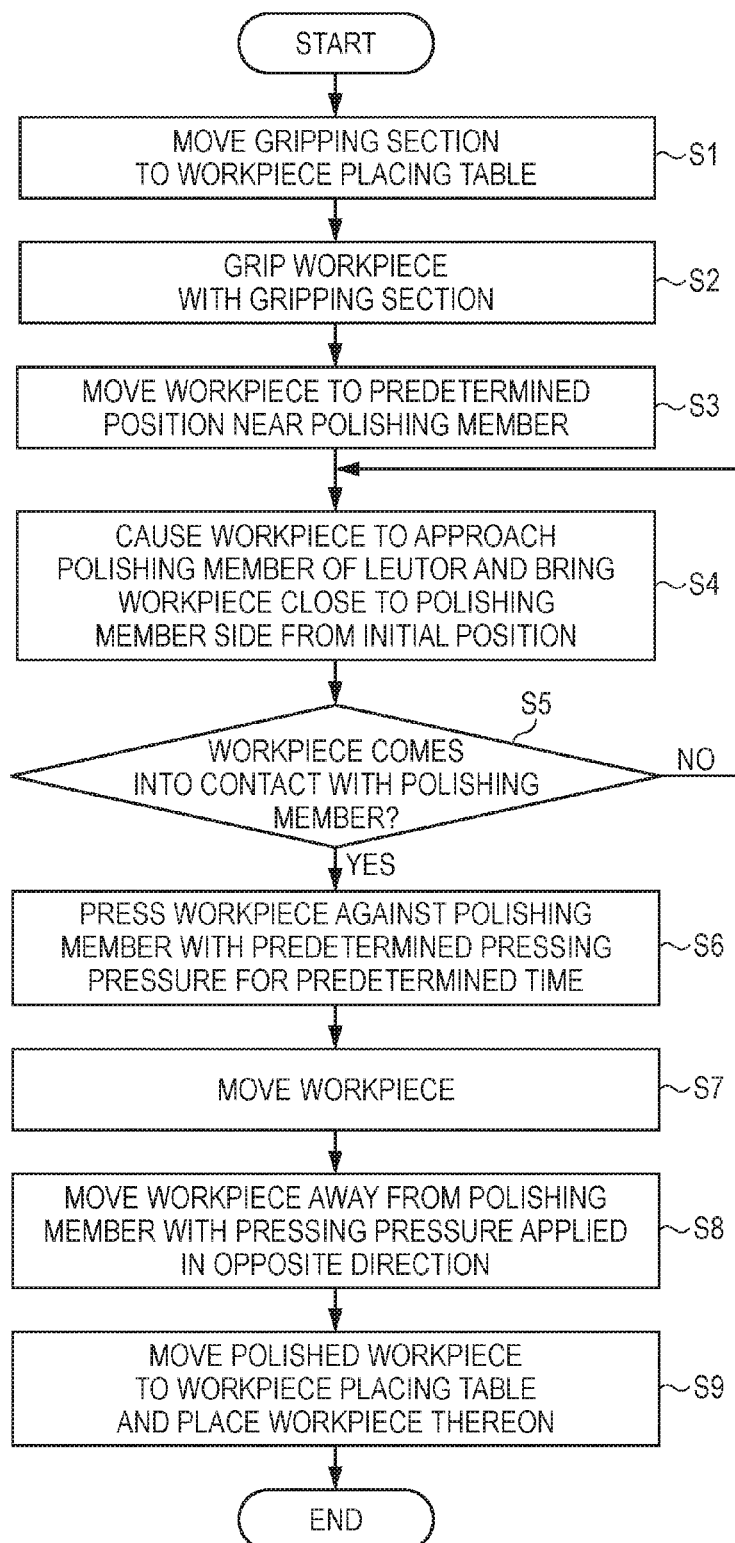 START
MOVE GRIPPING SECTION
TO WORKPIECE PLACING TABLE
S1
GRIP WORKPIECE
WITH GRIPPING SECTION
S2
MOVE WORKPIECE TO PREDETERMINED
POSITION NEAR POLISHING MEMBER
S3
CAUSE WORKPIECE TO APPROACH
POLISHING MEMBER OF LEUTOR AND BRING
WORKPIECE CLOSE TO POLISHING
MEMBER SIDE FROM INITIAL POSITION
S4
S5
WORKPIECE COMES
INTO CONTACT WITH POLISHING
MEMBER?
NO
YES
PRESS WORKPIECE AGAINST POLISHING
MEMBER WITH PREDETERMINED PRESSING
PRESSURE FOR PREDETERMINED TIME
S6
MOVE WORKPIECE
S7
MOVE WORKPIECE AWAY FROM POLISHING
MEMBER WITH PRESSING PRESSURE APPLIED
IN OPPOSITE DIRECTION
S8
MOVE POLISHED WORKPIECE
TO WORKPIECE PLACING TABLE
AND PLACE WORKPIECE THEREON
S9
END